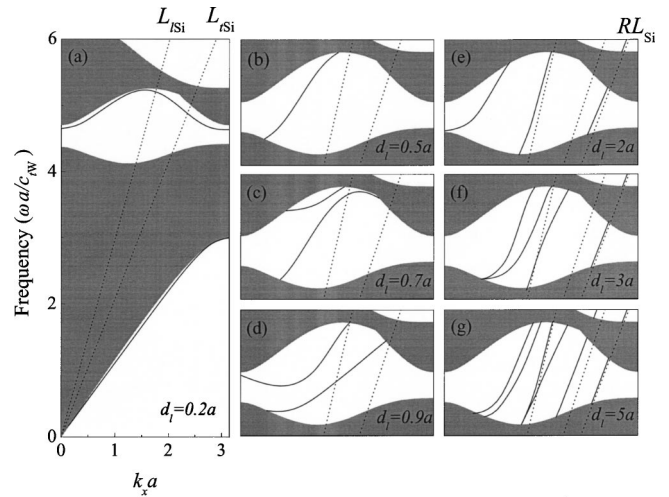 L_lSi L_tSi
RL_Si
(a)
(b)
d_l=0.5a
(e)
d_l=2a
(c)
d_l=0.7a
(f)
d_l=3a
(d)
d_l=0.9a
(g)
d_l=5a
Frequency (ωa/c_tW)
6
4
2
0
d_l=0.2a
0 1 2 3
k_x a